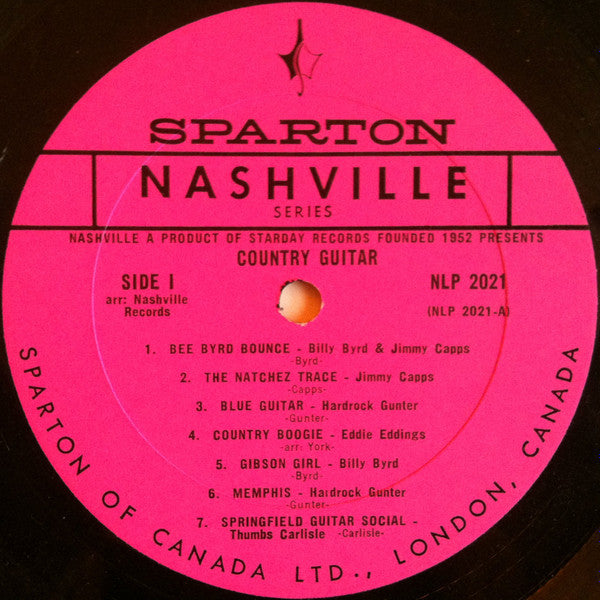 SPARTON
NASHVILLE
SERIES
NASHVILLE A PRODUCT OF STARDAY RECORDS FOUNDED 1952 PRESENTS
COUNTRY GUITAR
SIDE I
arr: Nashville
Records
NLP 2021
(NLP 2021-A)
1. BEE BYRD BOUNCE - Billy Byrd & Jimmy Capps
-Byrd-
2. THE NATCHEZ TRACE - Jimmy Capps
-Capps-
3. BLUE GUITAR - Hardrock Gunter
-Gunter-
4. COUNTRY BOOGIE - Eddie Eddings
-arr: York-
5. GIBSON GIRL - Billy Byrd
-Byrd-
6. MEMPHIS - Hardrock Gunter
-Gunter-
7. SPRINGFIELD GUITAR SOCIAL -
Thumbs Carlisle -Carlisle-
SPARTON OF CANADA LTD., LONDON, CANADA